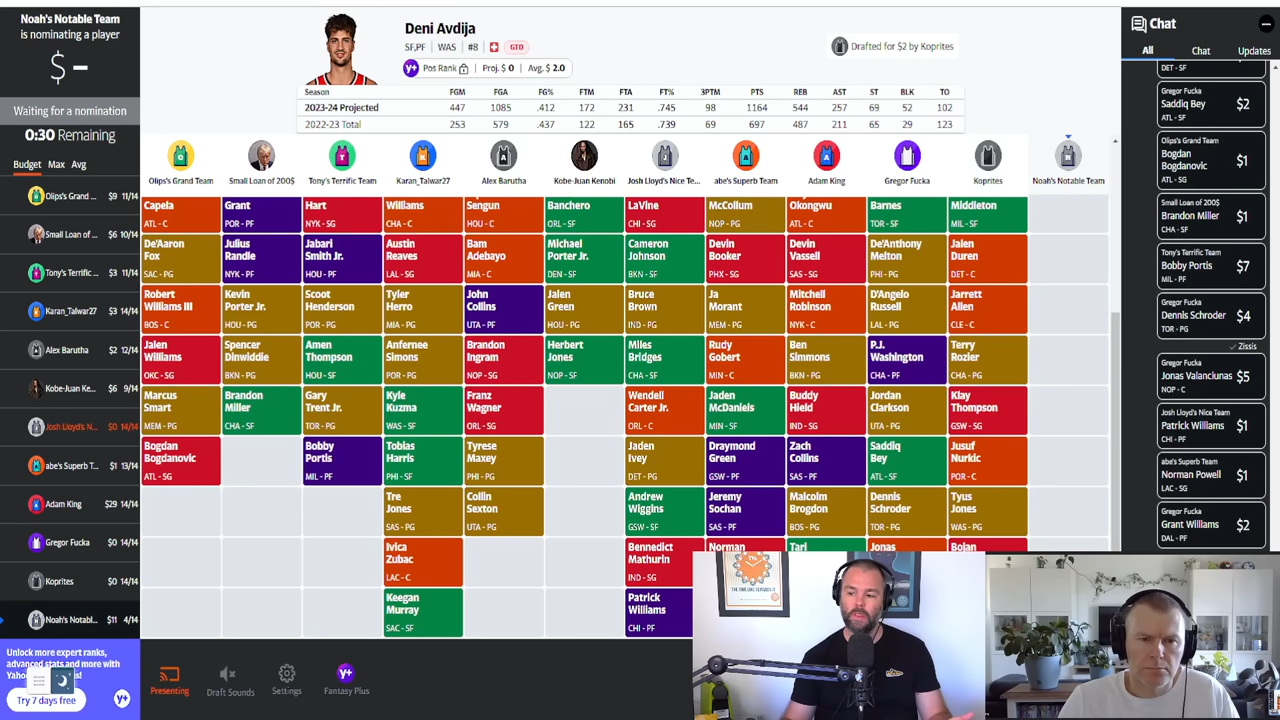 Noah's Notable Team
is nominating a player
$ –
Waiting for a nomination
0:30 Remaining
Budget Max Avg
Olips's Grand ... $9 11/14
Small Loan of ... $6 10/14
Tony's Terrific ... $3 11/14
Karan_Talwar27 $3 14/14
Alex Barutha $2 12/14
Kobe-Juan Ke... $6 9/14
Josh Lloyd's N... $0 14/14
abe's Superb T... $1 13/14
Adam King $29 14/14
Gregor Fucka $9 14/14
Koprites $0 14/14
Noah's Notabl... $11 4/14
Unlock more expert ranks,
advanced stats and more with
Try 7 days free
y+
Deni Avdija
SF,PF WAS #8 GTD
y+ Pos Rank Proj. $ 0 Avg. $ 2.0
Drafted for $2 by Koprites
Season FGM FGA FG% FTM FTA FT% 3PTM PTS REB AST ST BLK TO
2023-24 Projected 447 1085 .412 172 231 .745 98 1164 544 257 69 52 102
2022-23 Total 253 579 .437 122 165 .739 69 697 487 211 65 29 123
Olips's Grand Team Small Loan of 200$ Tony's Terrific Team Karan_Talwar27 Alex Barutha Kobe-Juan Kenobi Josh Lloyd's Nice Te... abe's Superb Team Adam King Gregor Fucka Koprites Noah's Notable Team
Capela Grant Hart Williams Sengun Banchero LaVine McCollum Okongwu Barnes Middleton
ATL - C POR - PF NYK - SG CHA - C HOU - C ORL - SF CHI - SG NOP - PG ATL - C TOR - SF MIL - SF
De'Aaron Julius Jabari Austin Bam Michael Cameron Devin Devin De'Anthony Jalen
Fox Randle Smith Jr. Reaves Adebayo Porter Jr. Johnson Booker Vassell Melton Duren
SAC - PG NYK - PF HOU - PF LAL - SG MIA - C DEN - SF BKN - SF PHX - SG SAS - SG PHI - PG DET - C
Robert Kevin Scoot Tyler John Jalen Bruce Ja Mitchell D'Angelo Jarrett
Williams III Porter Jr. Henderson Herro Collins Green Brown Morant Robinson Russell Allen
BOS - C HOU - PG POR - PG MIA - PG UTA - PF HOU - PG IND - PG MEM - PG NYK - C LAL - PG CLE - C
Jalen Spencer Amen Anfernee Brandon Herbert Miles Rudy Ben P.J. Terry
Williams Dinwiddie Thompson Simons Ingram Jones Bridges Gobert Simmons Washington Rozier
OKC - SG BKN - PG HOU - SF POR - PG NOP - SG NOP - SF CHA - SF MIN - C BKN - PG CHA - PF CHA - PG
Marcus Brandon Gary Kyle Franz Wendell Jaden Buddy Jordan Klay
Smart Miller Trent Jr. Kuzma Wagner Carter Jr. McDaniels Hield Clarkson Thompson
MEM - PG CHA - SF TOR - PG WAS - SF ORL - SG ORL - C MIN - SF IND - SG UTA - PG GSW - SG
Bogdan Bobby Tobias Tyrese Jaden Draymond Zach Saddiq Jusuf
Bogdanovic Portis Harris Maxey Ivey Green Collins Bey Nurkic
ATL - SG MIL - PF PHI - SF PHI - PG DET - PG GSW - PF SAS - PF ATL - SF POR - C
Tre Collin Andrew Jeremy Malcolm Dennis Tyus
Jones Sexton Wiggins Sochan Brogdon Schroder Jones
SAS - PG UTA - PG GSW - SF SAS - PF BOS - PG TOR - PG WAS - PG
Ivica Bennedict Norman Tari Jonas Bojan
Zubac Mathurin
LAC - C IND - SG
Keegan Patrick
Murray Williams
SAC - SF CHI - PF
Presenting Draft Sounds Settings Fantasy Plus
Chat
All Chat Updates
DET - SF
Gregor Fucka
Saddiq Bey $2
ATL - SF
Olips's Grand Team
Bogdan
Bogdanovic $1
ATL - SG
Small Loan of 200$
Brandon Miller $1
CHA - SF
Tony's Terrific Team
Bobby Portis $7
MIL - PF
Gregor Fucka
Dennis Schroder $4
TOR - PG
Zissis
Gregor Fucka
Jonas Valanciunas $5
NOP - C
Josh Lloyd's Nice Team
Patrick Williams $1
CHI - PF
abe's Superb Team
Norman Powell $1
LAC - SG
Gregor Fucka
Grant Williams $2
DAL - PF